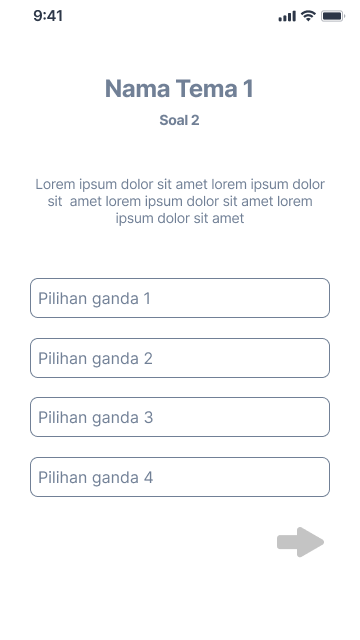 9:41
Nama Tema 1
Soal 2
Lorem ipsum dolor sit amet lorem ipsum dolor
sit  amet lorem ipsum dolor sit amet lorem
ipsum dolor sit amet
Pilihan ganda 1
Pilihan ganda 2
Pilihan ganda 3
Pilihan ganda 4